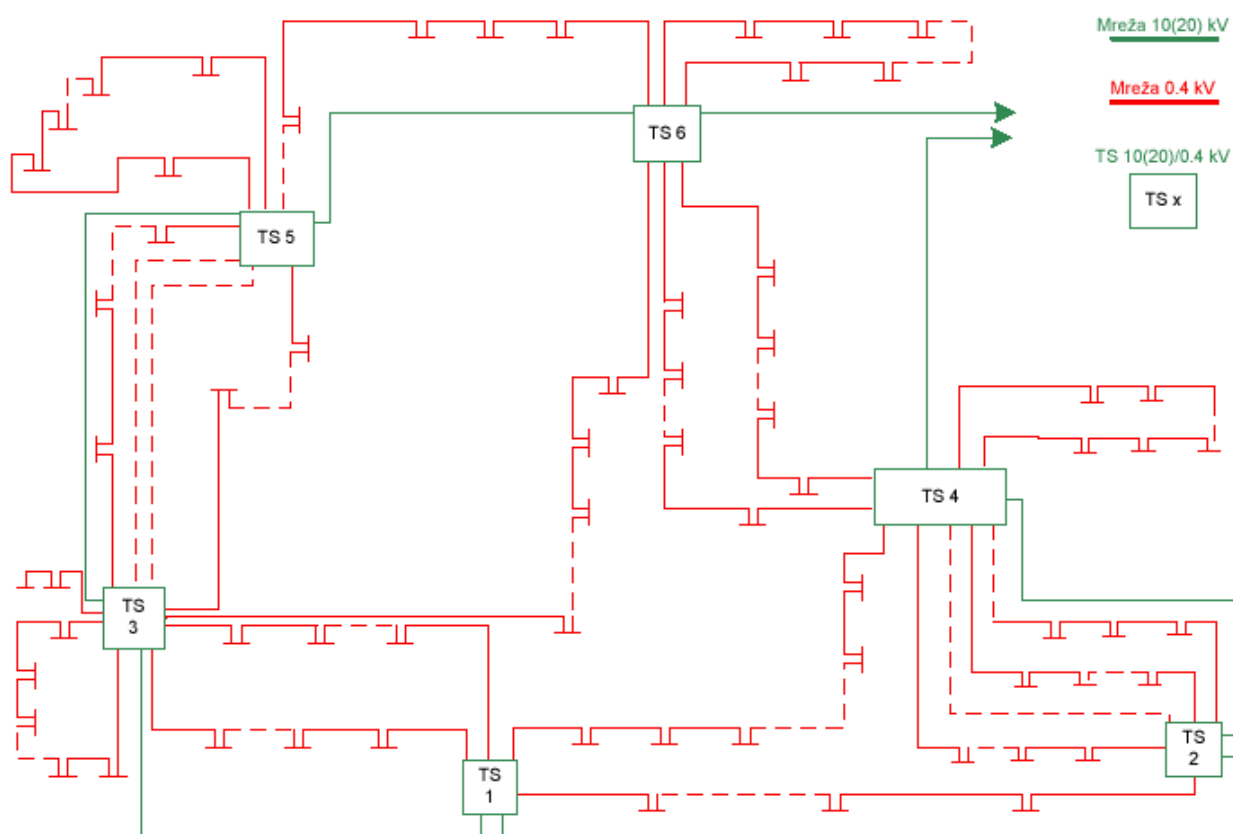 Mreža 10(20) kV
Mreža 0.4 kV
TS 10(20)/0.4 kV
TS x
TS 6
TS 5
TS 4
TS
3
TS
2
TS
1